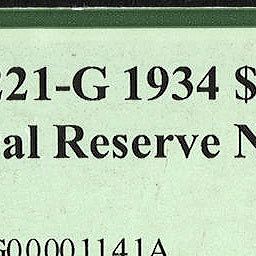 221-G 1934 $
al Reserve N
G00001141A